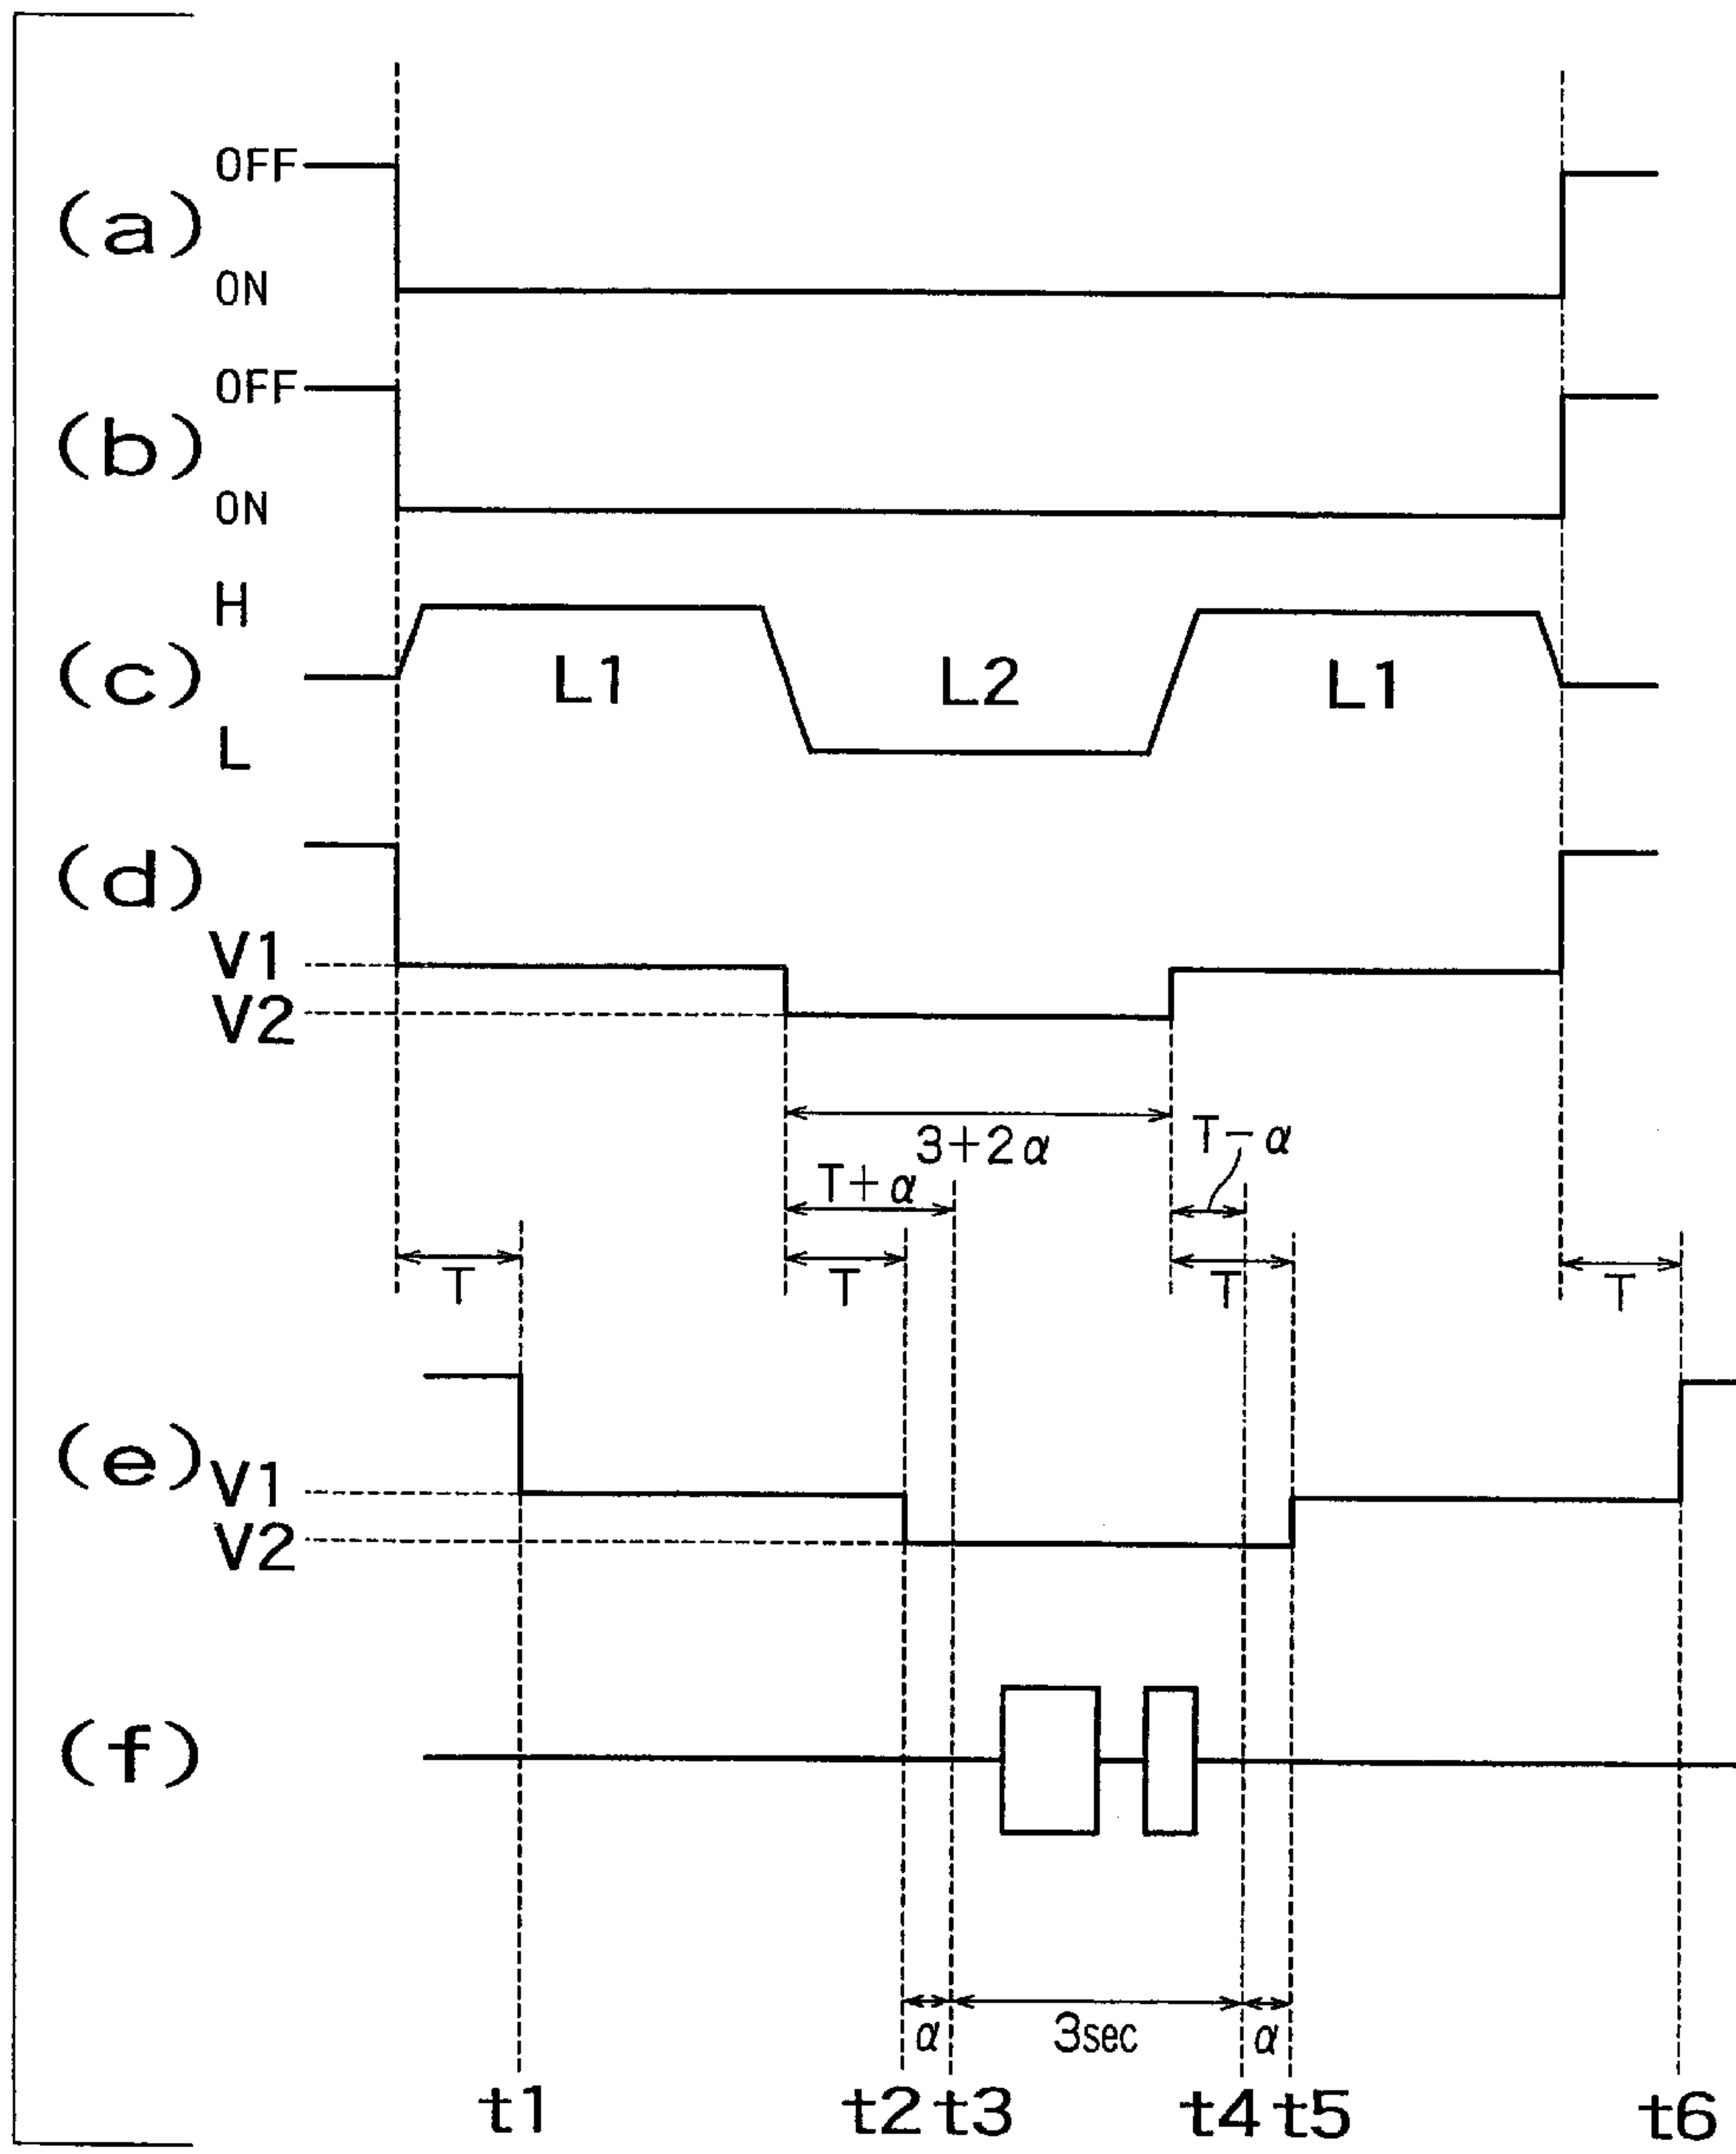 OFF
(a)
ON
OFF
(b)
ON
H
(c) L1 L2 L1
L
(d)
V1
V2
3+2α T-α
T+α
T T T T
(e) V1
V2
(f)
α 3sec α
t1 t2 t3 t4 t5 t6